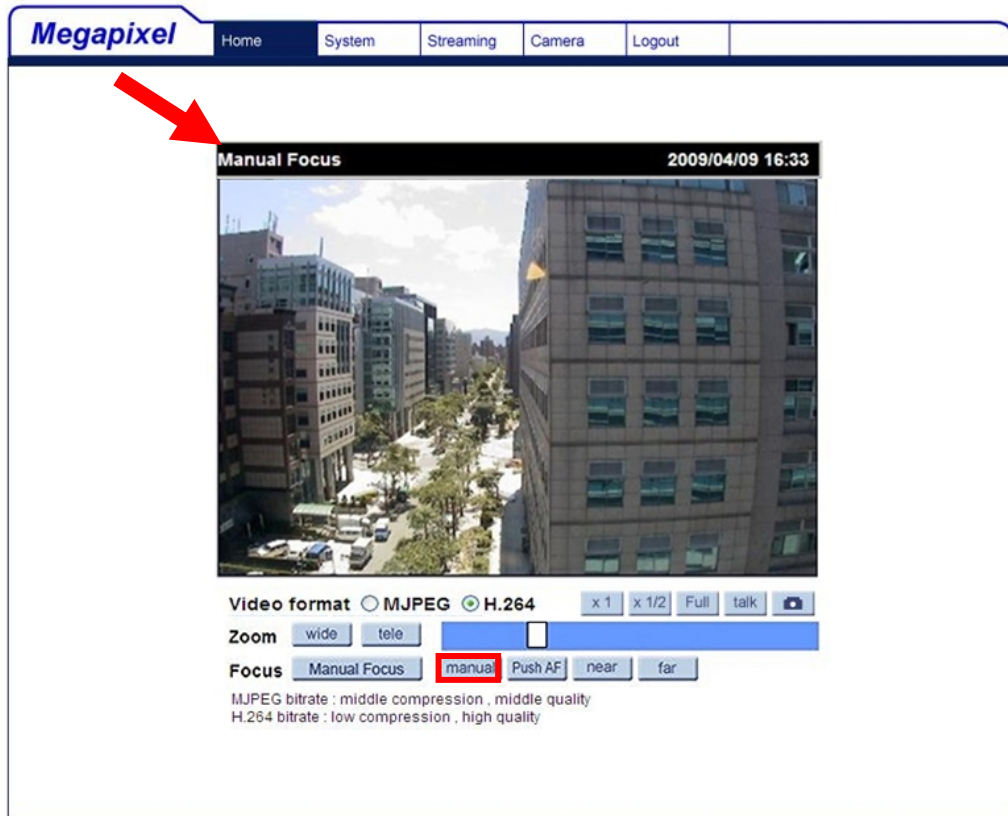 Megapixel
Home System Streaming Camera Logout
Manual Focus 2009/04/09 16:33
Video format MJPEG H.264 x 1 x 1/2 Full talk
Zoom wide tele
Focus Manual Focus manual Push AF near far
MJPEG bitrate : middle compression , middle quality
H.264 bitrate : low compression , high quality